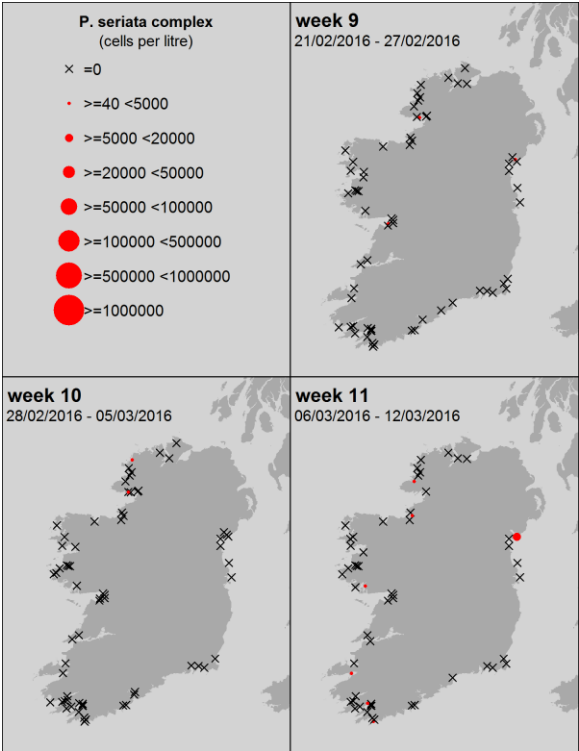 P. seriata complex
(cells per litre)
=0
>=40 <5000
>=5000 <20000
>=20000 <50000
>=50000 <100000
>=100000 <500000
>=500000 <1000000
>=1000000
week 9
21/02/2016 - 27/02/2016
week 10
28/02/2016 - 05/03/2016
week 11
06/03/2016 - 12/03/2016